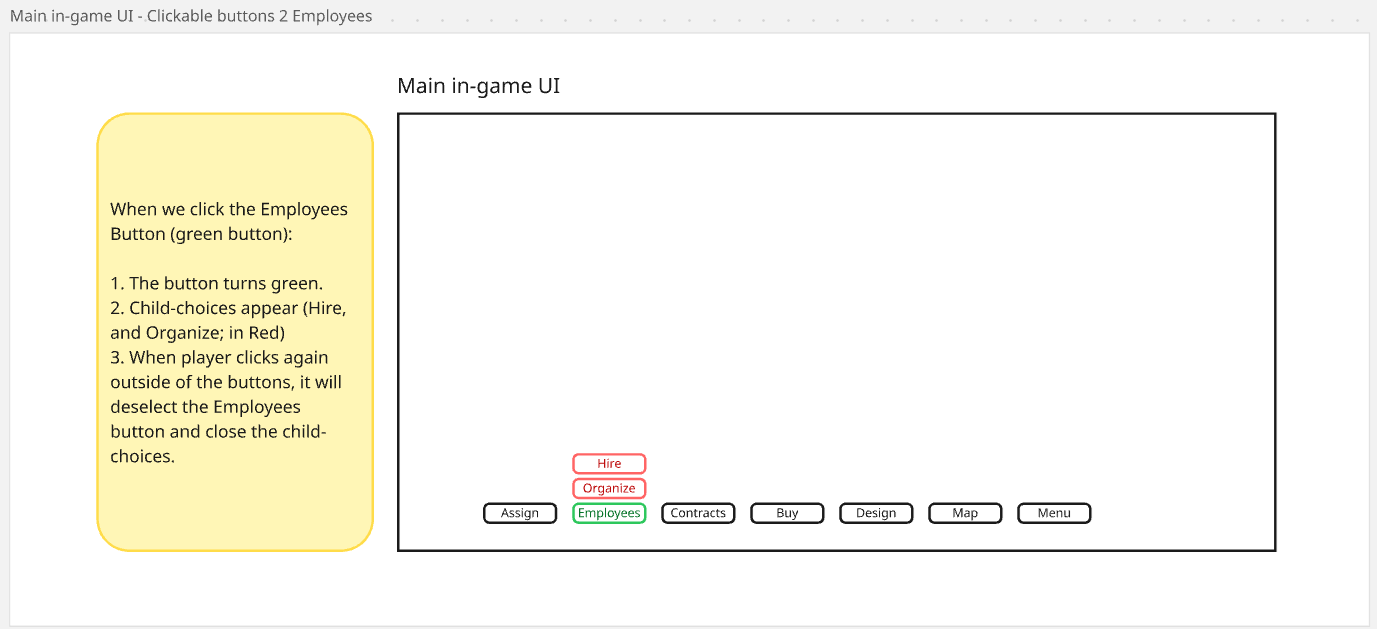 Main in-game UI - Clickable buttons 2 Employees
Main in-game UI
When we click the Employees
Button (green button):
1. The button turns green.
2. Child-choices appear (Hire,
and Organize; in Red)
3. When player clicks again
outside of the buttons, it will
deselect the Employees
button and close the child-
choices.
Hire
Organize
Assign
Employees
Contracts
Buy
Design
Map
Menu